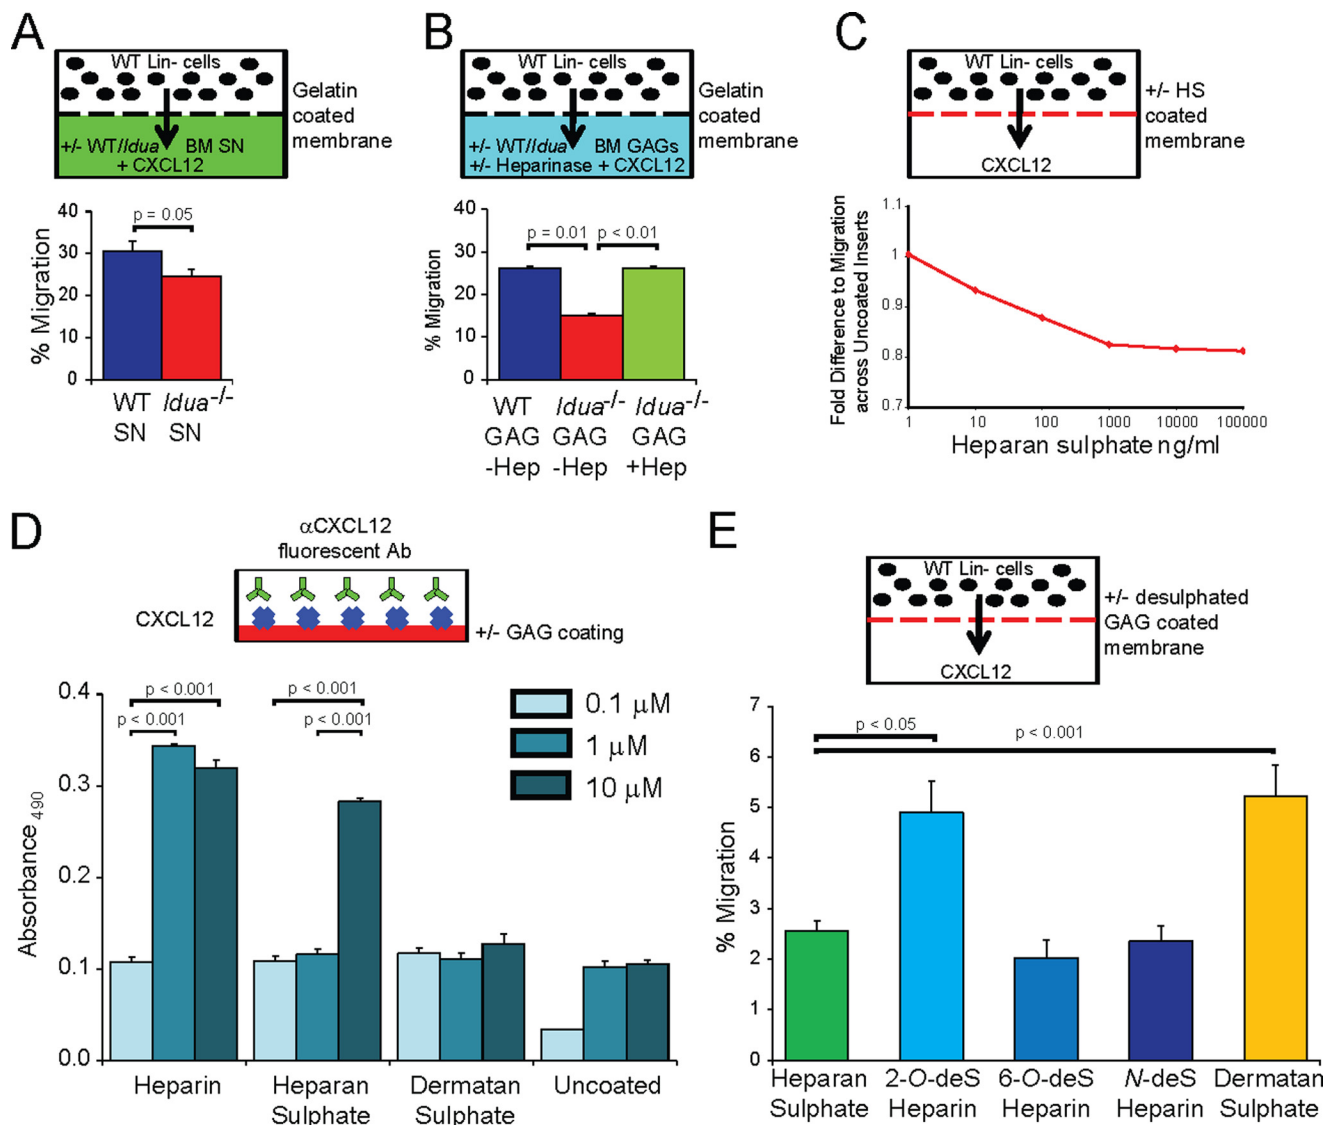 A
WT Lin- cells
Gelatin
coated
membrane
+/- WT/Idua BM SN
+ CXCL12
% Migration
40
30
20
10
0
p = 0.05
WT
SN
Idua-/-
SN
B
WT Lin- cells
Gelatin
coated
membrane
+/- WT/Idua BM GAGs
+/- Heparinase + CXCL12
% Migration
40
30
20
10
0
p = 0.01
p < 0.01
WT
GAG
-Hep
Idua-/-
GAG
-Hep
Idua-/-
GAG
+Hep
C
WT Lin- cells
+/- HS
coated
membrane
CXCL12
Fold Difference to Migration
across Uncoated Inserts
1.1
1
0.9
0.8
0.7
1
10
100
1000
10000
100000
Heparan sulphate ng/ml
D
αCXCL12
fluorescent Ab
CXCL12
+/- GAG coating
Absorbance490
0.4
0.3
0.2
0.1
0.0
p < 0.001
p < 0.001
p < 0.001
p < 0.001
0.1 μM
1 μM
10 μM
Heparin
Heparan
Sulphate
Dermatan
Sulphate
Uncoated
E
WT Lin- cells
+/- desulphated
GAG coated
membrane
CXCL12
% Migration
7
6
5
4
3
2
1
0
p < 0.05
p < 0.001
Heparan
Sulphate
2-O-deS
Heparin
6-O-deS
Heparin
N-deS
Heparin
Dermatan
Sulphate